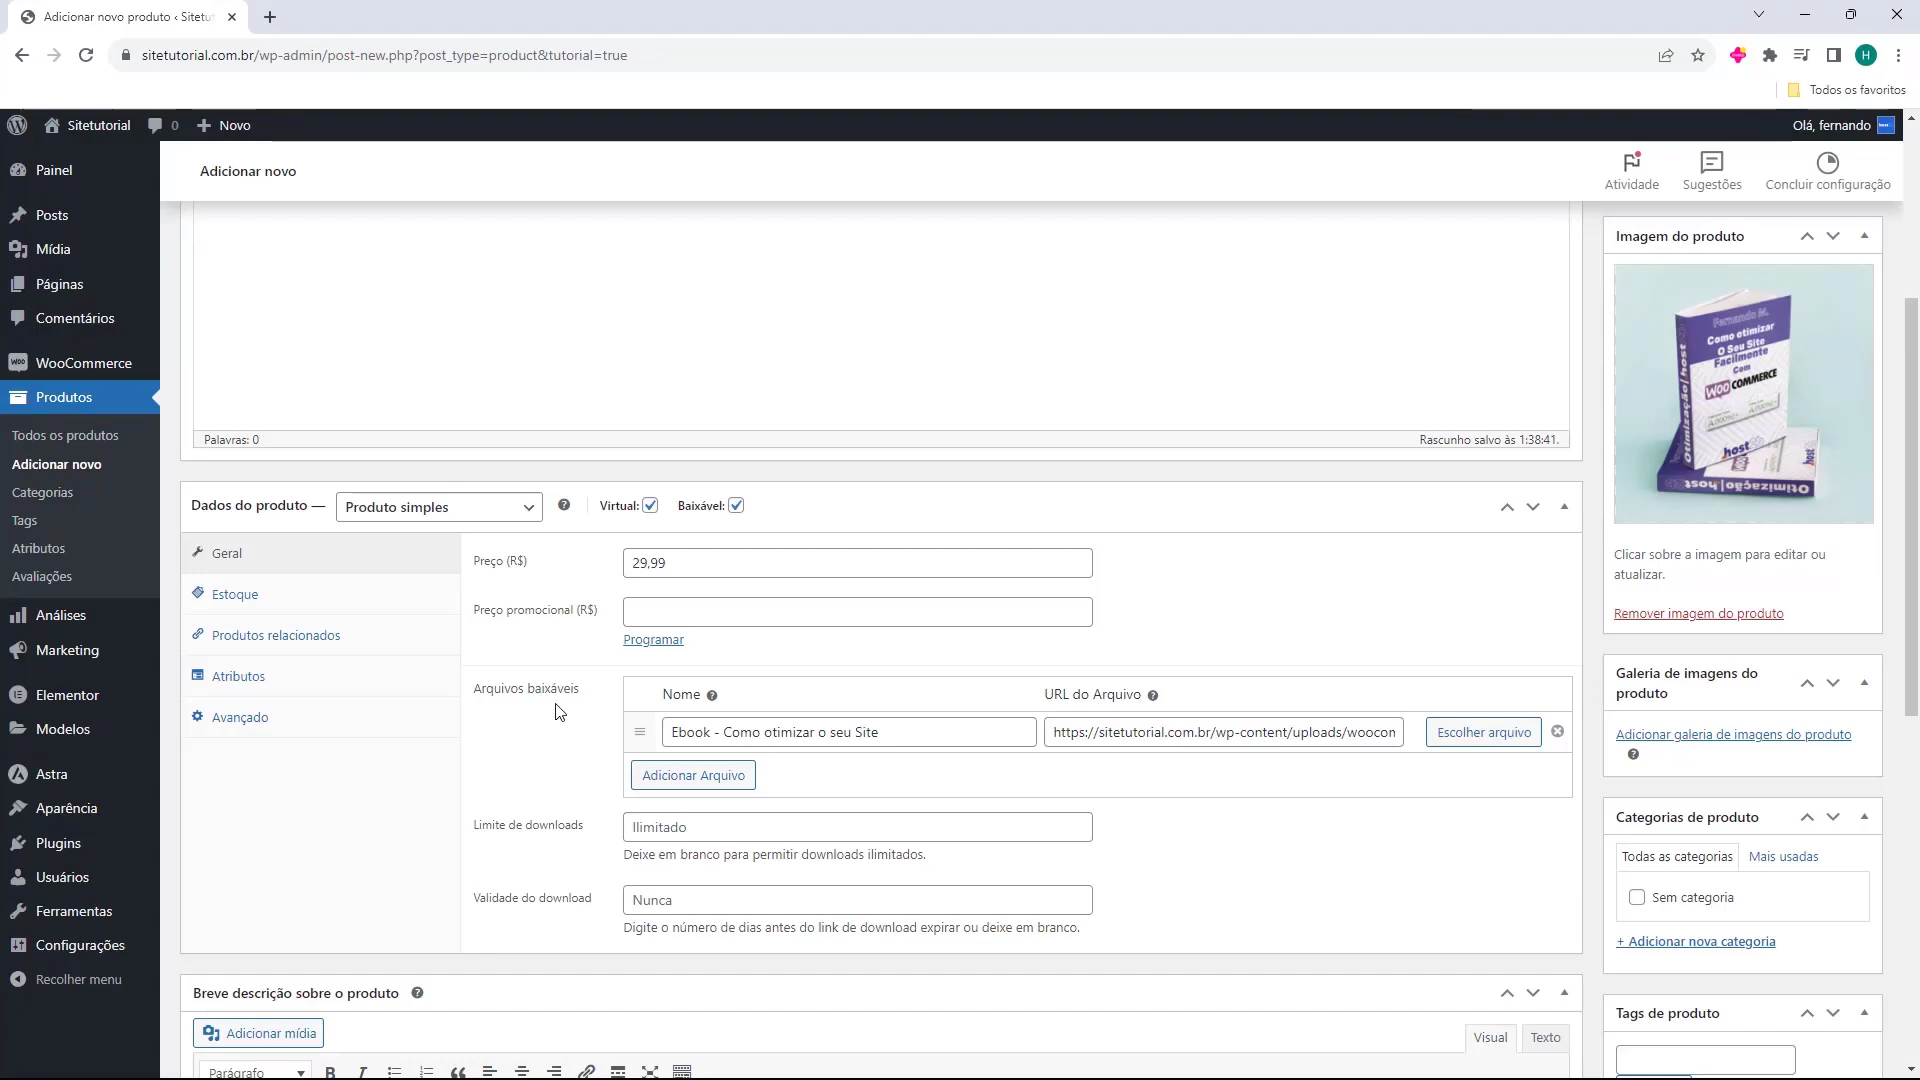 Adicionar novo produto ‹ Sitetu
sitetutorial.com.br/wp-admin/post-new.php?post_type=product&tutorial=true
H
Todos os favoritos
Sitetutorial
0
Novo
Olá, fernando
Adicionar novo
Atividade
Sugestões
Concluir configuração
Painel
Posts
Mídia
Páginas
Comentários
WooCommerce
Produtos
Todos os produtos
Adicionar novo
Categorias
Tags
Atributos
Avaliações
Análises
Marketing
Elementor
Modelos
Astra
Aparência
Plugins
Usuários
Ferramentas
Configurações
Recolher menu
Palavras: 0
Rascunho salvo às 1:38:41.
Dados do produto —
Produto simples
Virtual:
Baixável:
Geral
Estoque
Produtos relacionados
Atributos
Avançado
Preço (R$)
29,99
Preço promocional (R$)
Programar
Arquivos baixáveis
Nome
URL do Arquivo
Ebook - Como otimizar o seu Site
https://sitetutorial.com.br/wp-content/uploads/woocon
Escolher arquivo
Adicionar Arquivo
Limite de downloads
Ilimitado
Deixe em branco para permitir downloads ilimitados.
Validade do download
Nunca
Digite o número de dias antes do link de download expirar ou deixe em branco.
Breve descrição sobre o produto
Adicionar mídia
Visual
Texto
Parágrafo
Imagem do produto
Fernando M.
Como otimizar
O Seu Site
Facilmente
Com
WOO COMMERCE
.host
Otimização|host
Otimização|host
Clicar sobre a imagem para editar ou
atualizar.
Remover imagem do produto
Galeria de imagens do
produto
Adicionar galeria de imagens do produto
Categorias de produto
Todas as categorias
Mais usadas
Sem categoria
+ Adicionar nova categoria
Tags de produto